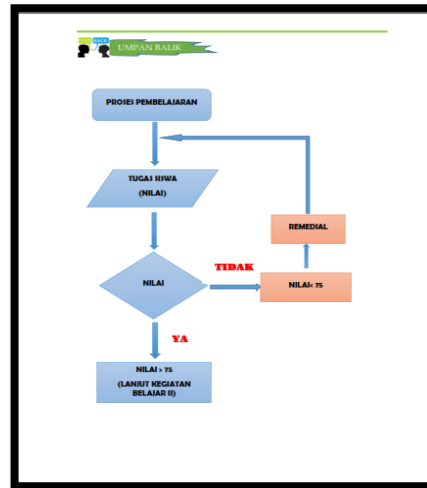 UMPAN BALIK
PROSES PEMBELAJARAN
TUGAS SISWA
(NILAI)
REMEDIAL
NILAI
TIDAK
NILAI< 75
YA
NILAI > 75
(LANJUT KEGIATAN
BELAJAR II)